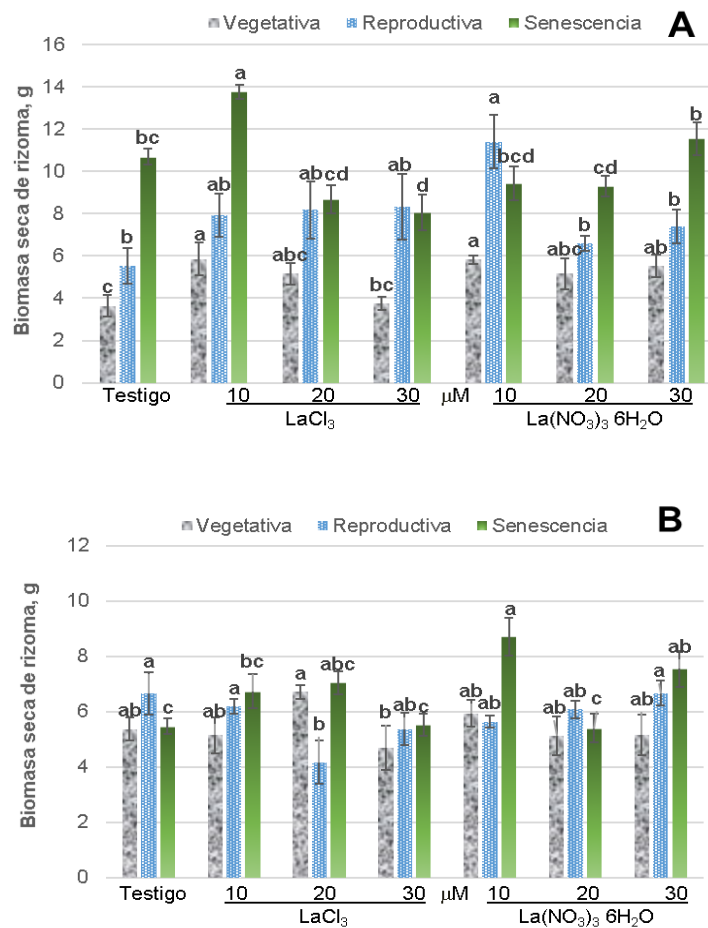 Vegetativa Reproductiva Senescencia A
16
14
12
10
8
6
4
2
0
Biomasa seca de rizoma, g
c b bc
a ab a
abc ab cd
bc ab d
a a bcd
abc b cd
ab b b
Testigo 10 20 30 µM 10 20 30
LaCl3 La(NO3)3 6H2O
Vegetativa Reproductiva Senescencia B
12
10
8
6
4
2
0
Biomasa seca de rizoma, g
ab a c
ab a bc
a b abc
b ab c
ab ab a
ab ab c
ab a ab
Testigo 10 20 30 µM 10 20 30
LaCl3 La(NO3)3 6H2O